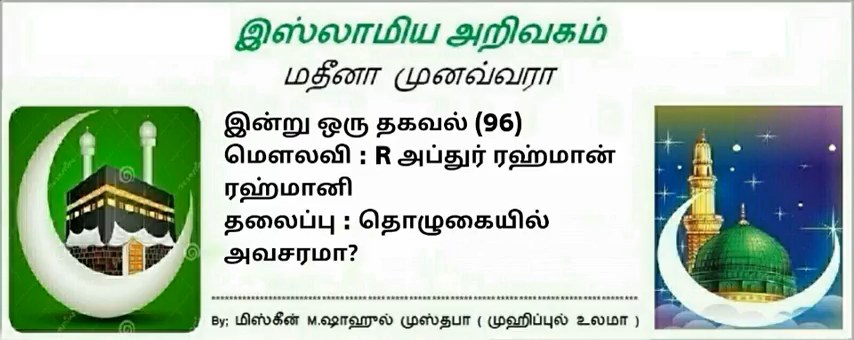 இஸ்லாமிய அறிவகம்
மதீனா முனவ்வரா
இன்று ஒரு தகவல் (96)
மௌலவி : R அப்துர் ரஹ்மான்
ரஹ்மானி
தலைப்பு : தொழுகையில்
அவசரமா?
By; மிஸ்கீன் M.ஷாஹுல் முஸ்தபா ( முஹிப்புல் உலமா )